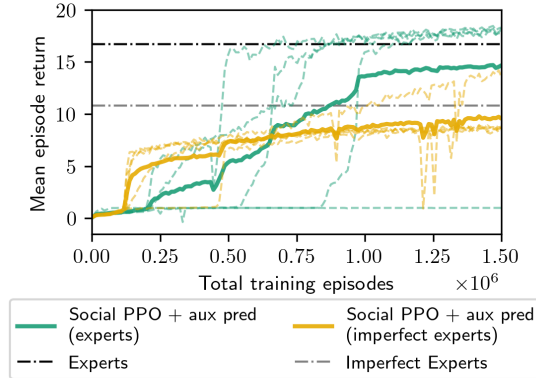 20
15
10
5
0
Mean episode return
0.00 0.25 0.50 0.75 1.00 1.25 1.50
Total training episodes ×10⁶
Social PPO + aux pred
(experts)
Experts
Social PPO + aux pred
(imperfect experts)
Imperfect Experts